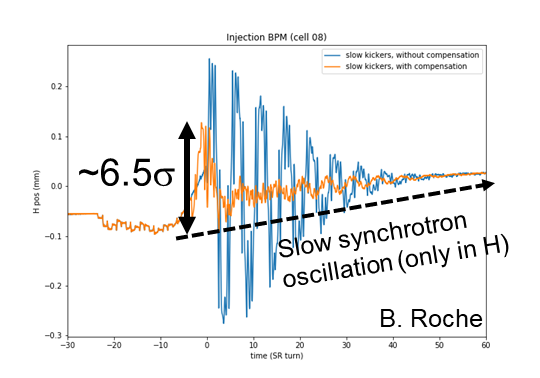 Injection BPM (cell 08)
slow kickers, without compensation
slow kickers, with compensation
H pos (mm)
0.2
0.1
0.0
−0.1
−0.2
−0.3
~6.5σ
Slow synchrotron
oscillation (only in H)
B. Roche
−30 −20 −10 0 10 20 30 40 50 60
time (SR turn)